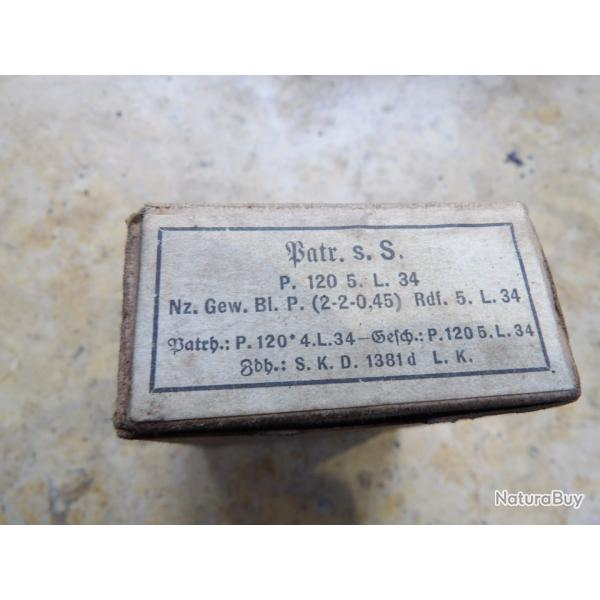 Patr. s. S.
P. 120 5. L. 34
Nz. Gew. Bl. P. (2-2-0,45) Rdf. 5. L. 34
Patrh.: P. 120* 4. L. 34 — Gesch.: P. 120 5. L. 34
Zdh.: S. K. D. 1381 d L. K.
NaturaBuy